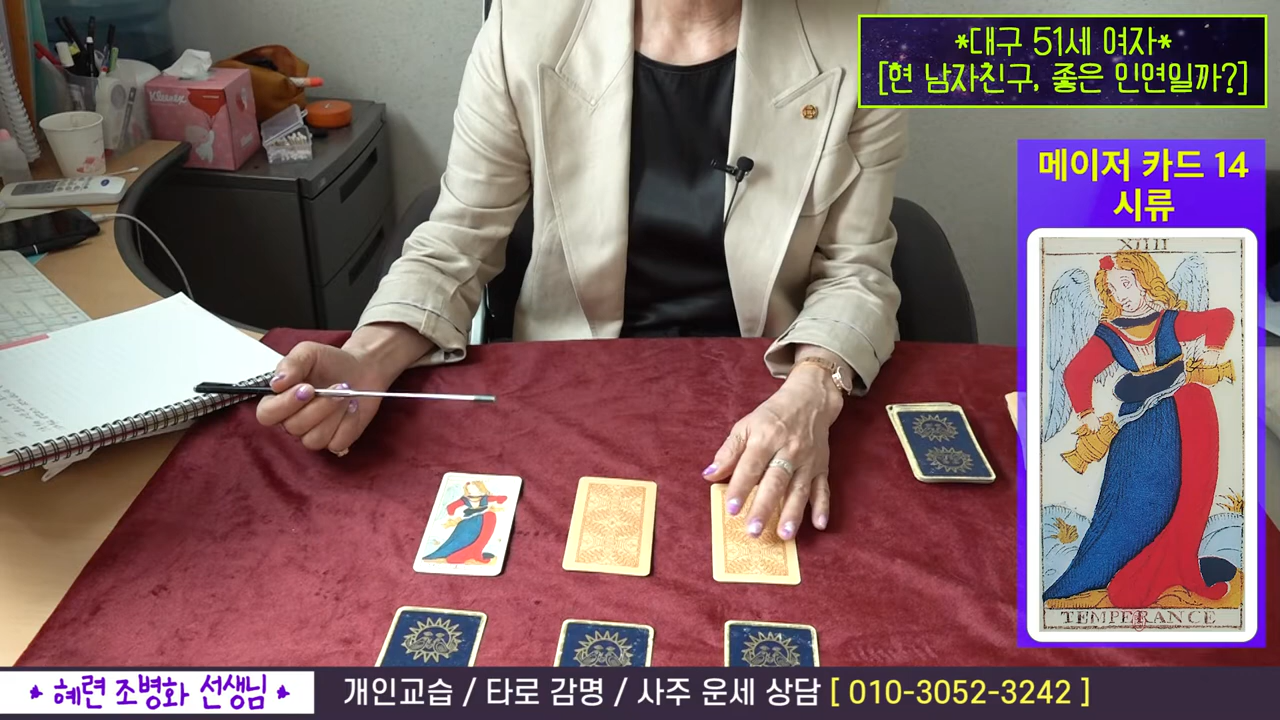 *대구 51세 여자*
[현 남자친구, 좋은 인연일까?]
메이저 카드 14
시류
XIIII
TEMPERANCE
Kleenex
* 혜련 조병화 선생님 *
개인교습 / 타로 감명 / 사주 운세 상담 [ 010-3052-3242 ]